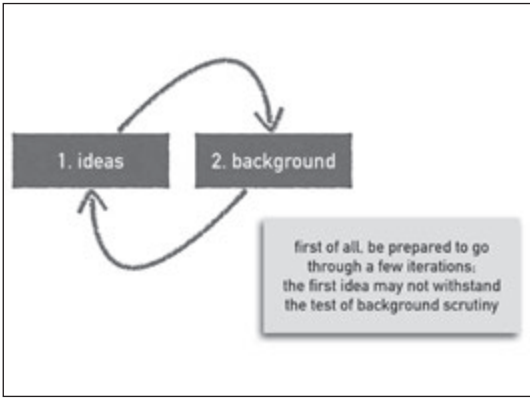 1. ideas
2. background
first of all, be prepared to go
through a few iterations;
the first idea may not withstand
the test of background scrutiny